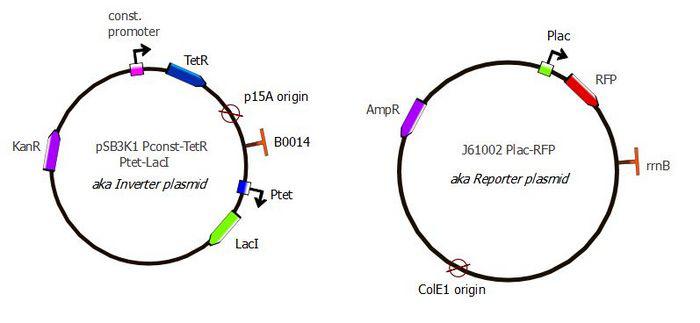 const.
promoter
TetR
p15A origin
B0014
Ptet
LacI
KanR
pSB3K1 Pconst-TetR
Ptet-LacI
aka Inverter plasmid
Plac
RFP
AmpR
J61002 Plac-RFP
aka Reporter plasmid
rrnB
ColE1 origin